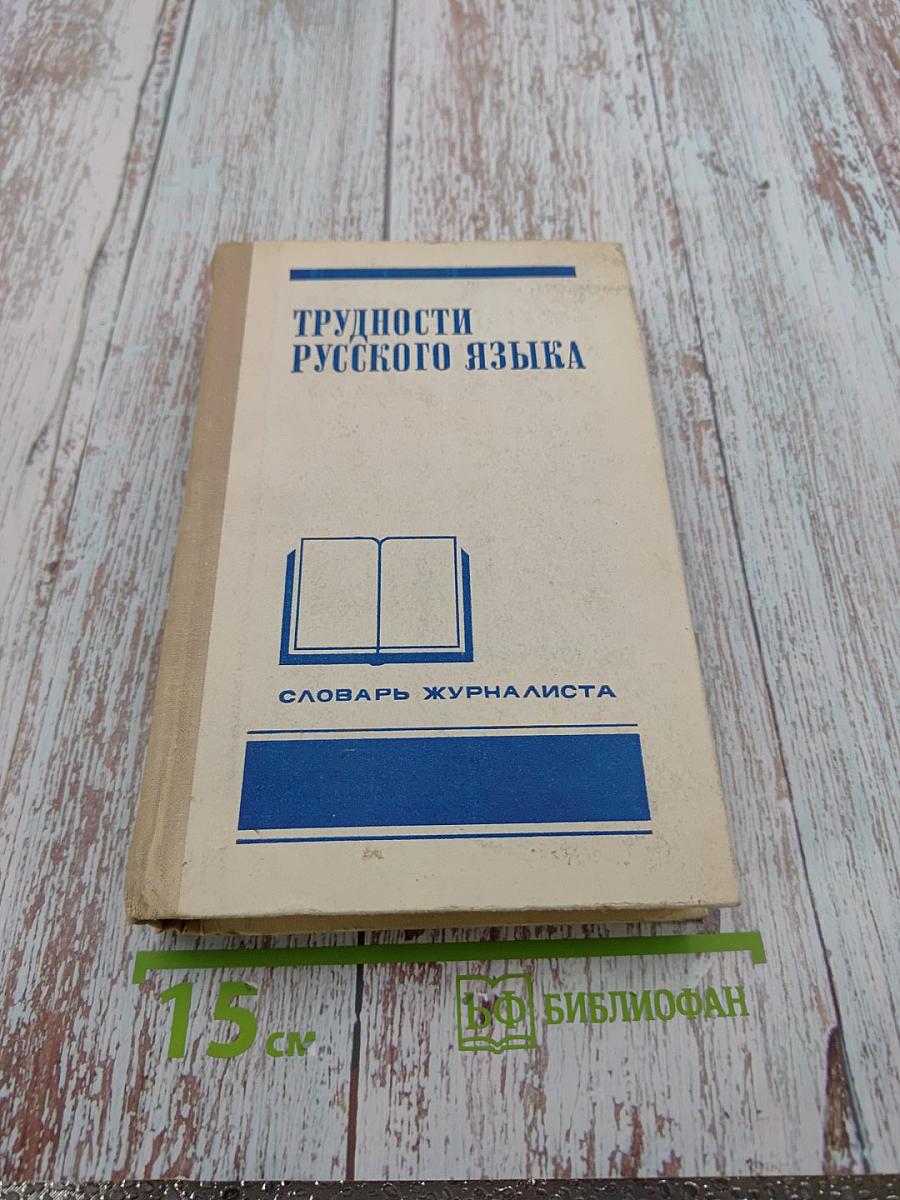 ТРУДНОСТИ
РУССКОГО ЯЗЫКА
СЛОВАРЬ ЖУРНАЛИСТА
15 см
БФ БИБЛИОФАН